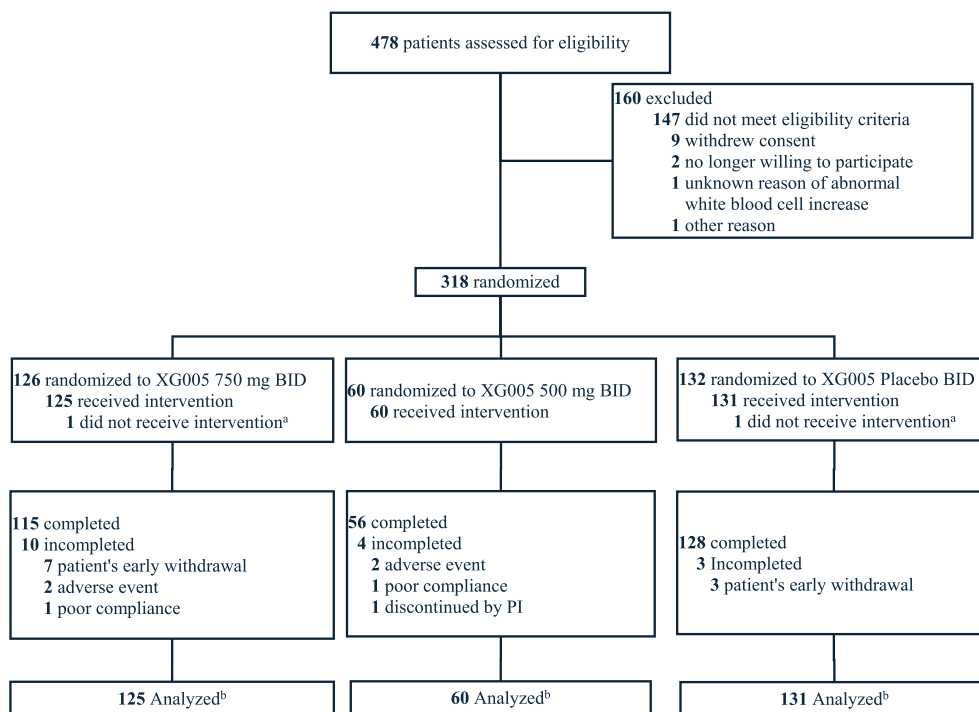 478 patients assessed for eligibility
160 excluded
147 did not meet eligibility criteria
9 withdrew consent
2 no longer willing to participate
1 unknown reason of abnormal
white blood cell increase
1 other reason
318 randomized
126 randomized to XG005 750 mg BID
125 received intervention
1 did not receive interventionᵃ
60 randomized to XG005 500 mg BID
60 received intervention
132 randomized to XG005 Placebo BID
131 received intervention
1 did not receive interventionᵃ
115 completed
10 incompleted
7 patient's early withdrawal
2 adverse event
1 poor compliance
56 completed
4 incompleted
2 adverse event
1 poor compliance
1 discontinued by PI
128 completed
3 Incompleted
3 patient's early withdrawal
125 Analyzedᵇ
60 Analyzedᵇ
131 Analyzedᵇ